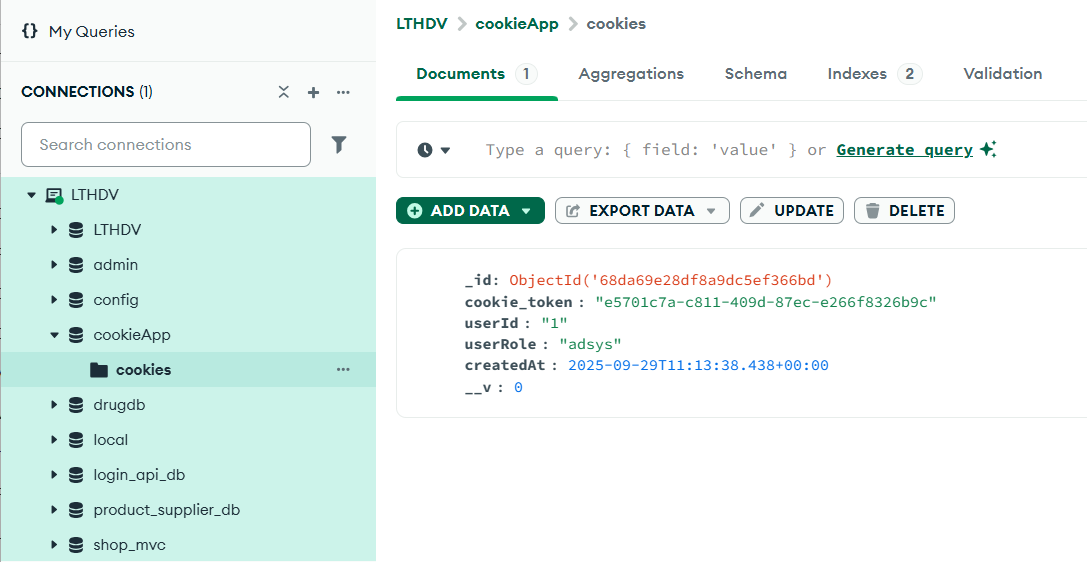 {} My Queries
CONNECTIONS (1)
Search connections
LTHDV
LTHDV
admin
config
cookieApp
cookies
drugdb
local
login_api_db
product_supplier_db
shop_mvc
LTHDV > cookieApp > cookies
Documents 1 Aggregations Schema Indexes 2 Validation
Type a query: { field: 'value' } or Generate query
ADD DATA EXPORT DATA UPDATE DELETE
_id: ObjectId('68da69e28df8a9dc5ef366bd')
cookie_token : "e5701c7a-c811-409d-87ec-e266f8326b9c"
userId : "1"
userRole : "adsys"
createdAt : 2025-09-29T11:13:38.438+00:00
__v : 0